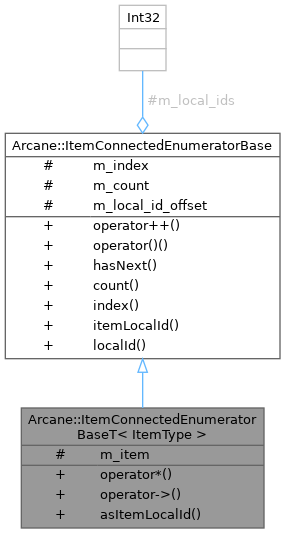 Int32
#m_local_ids
Arcane::ItemConnectedEnumeratorBase
# m_index
# m_count
# m_local_id_offset
+ operator++()
+ operator()()
+ hasNext()
+ count()
+ index()
+ itemLocalId()
+ localId()
Arcane::ItemConnectedEnumerator
BaseT< ItemType >
# m_item
+ operator*()
+ operator->()
+ asItemLocalId()